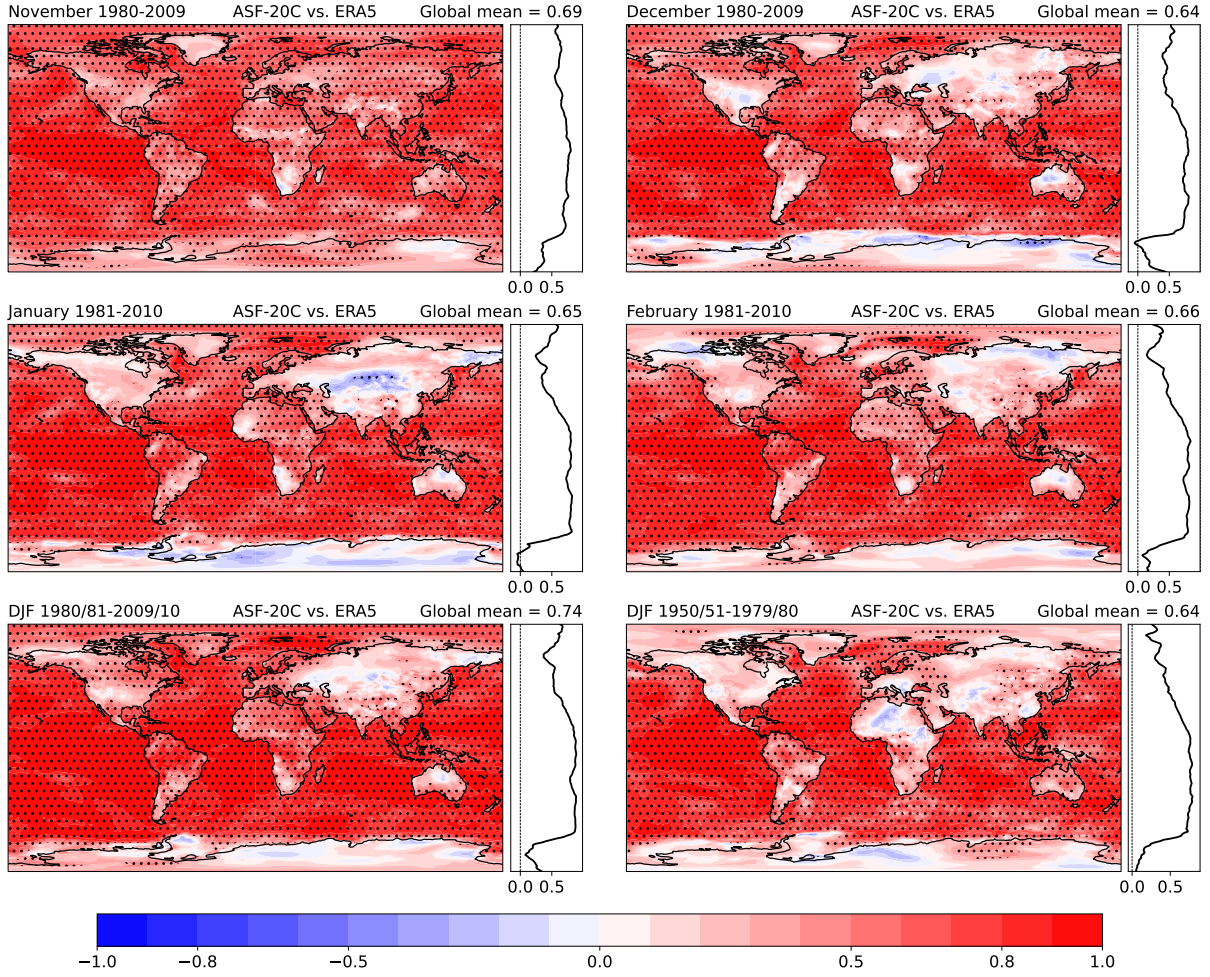 November 1980-2009 ASF-20C vs. ERA5 Global mean = 0.69
December 1980-2009 ASF-20C vs. ERA5 Global mean = 0.64
0.0 0.5
0.0 0.5
January 1981-2010 ASF-20C vs. ERA5 Global mean = 0.65
February 1981-2010 ASF-20C vs. ERA5 Global mean = 0.66
0.0 0.5
0.0 0.5
DJF 1980/81-2009/10 ASF-20C vs. ERA5 Global mean = 0.74
DJF 1950/51-1979/80 ASF-20C vs. ERA5 Global mean = 0.64
0.0 0.5
0.0 0.5
−1.0 −0.8 −0.5 0.0 0.5 0.8 1.0